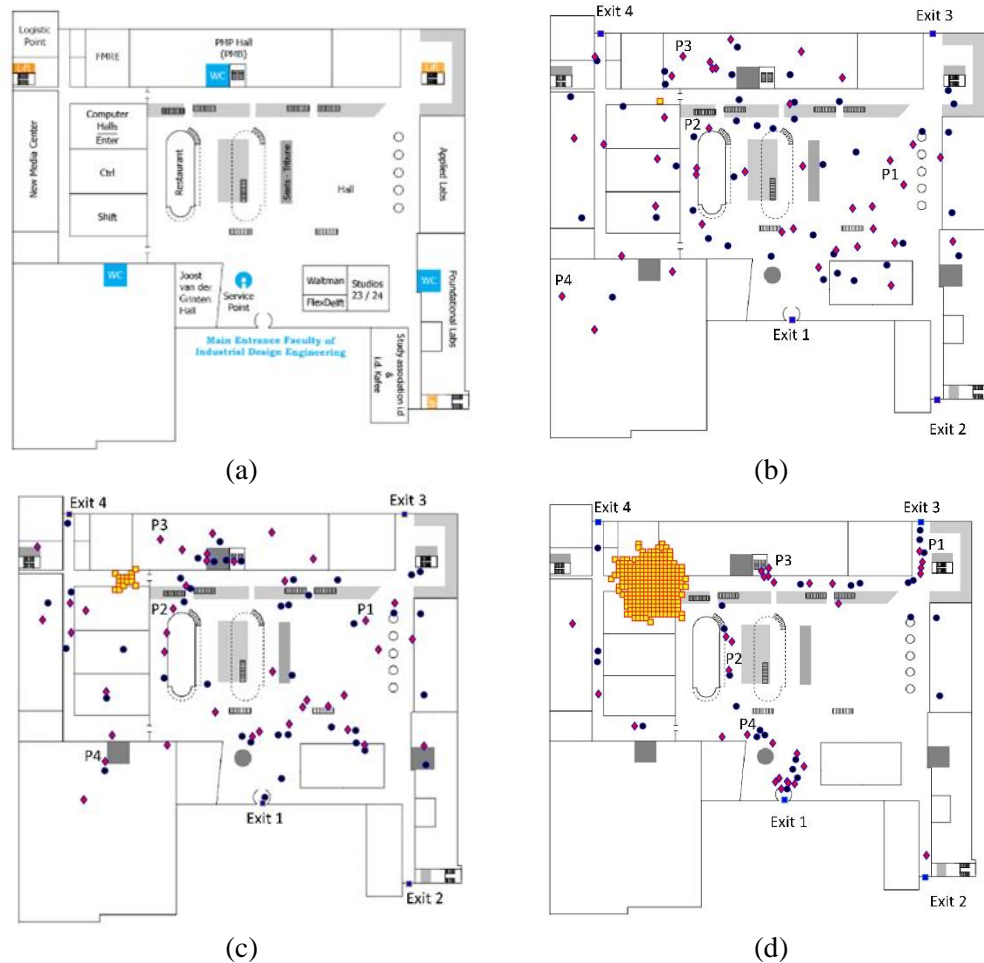 Logistic
Point
Lift
FMRE
PMP Hall
(PMB)
WC
Lift
New Media Center
Computer
Halls
Enter
Ctrl
Shift
Restaurant
Seets - Tribune
Hall
Applied Labs
WC
Joost
van der
Grinten
Hall
Service
Point
Waltman
FlexDelft
Studios
23 / 24
WC
Foundational Labs
Main Entrance Faculty of
Industrial Design Engineering
Study association i.d
&
i.d. Kafee
(a)
Exit 4
Exit 3
P3
P2
P1
P4
Exit 1
Exit 2
(b)
Exit 4
Exit 3
P3
P2
P1
P4
Exit 1
Exit 2
(c)
Exit 4
Exit 3
P1
P3
P2
P4
Exit 1
Exit 2
(d)